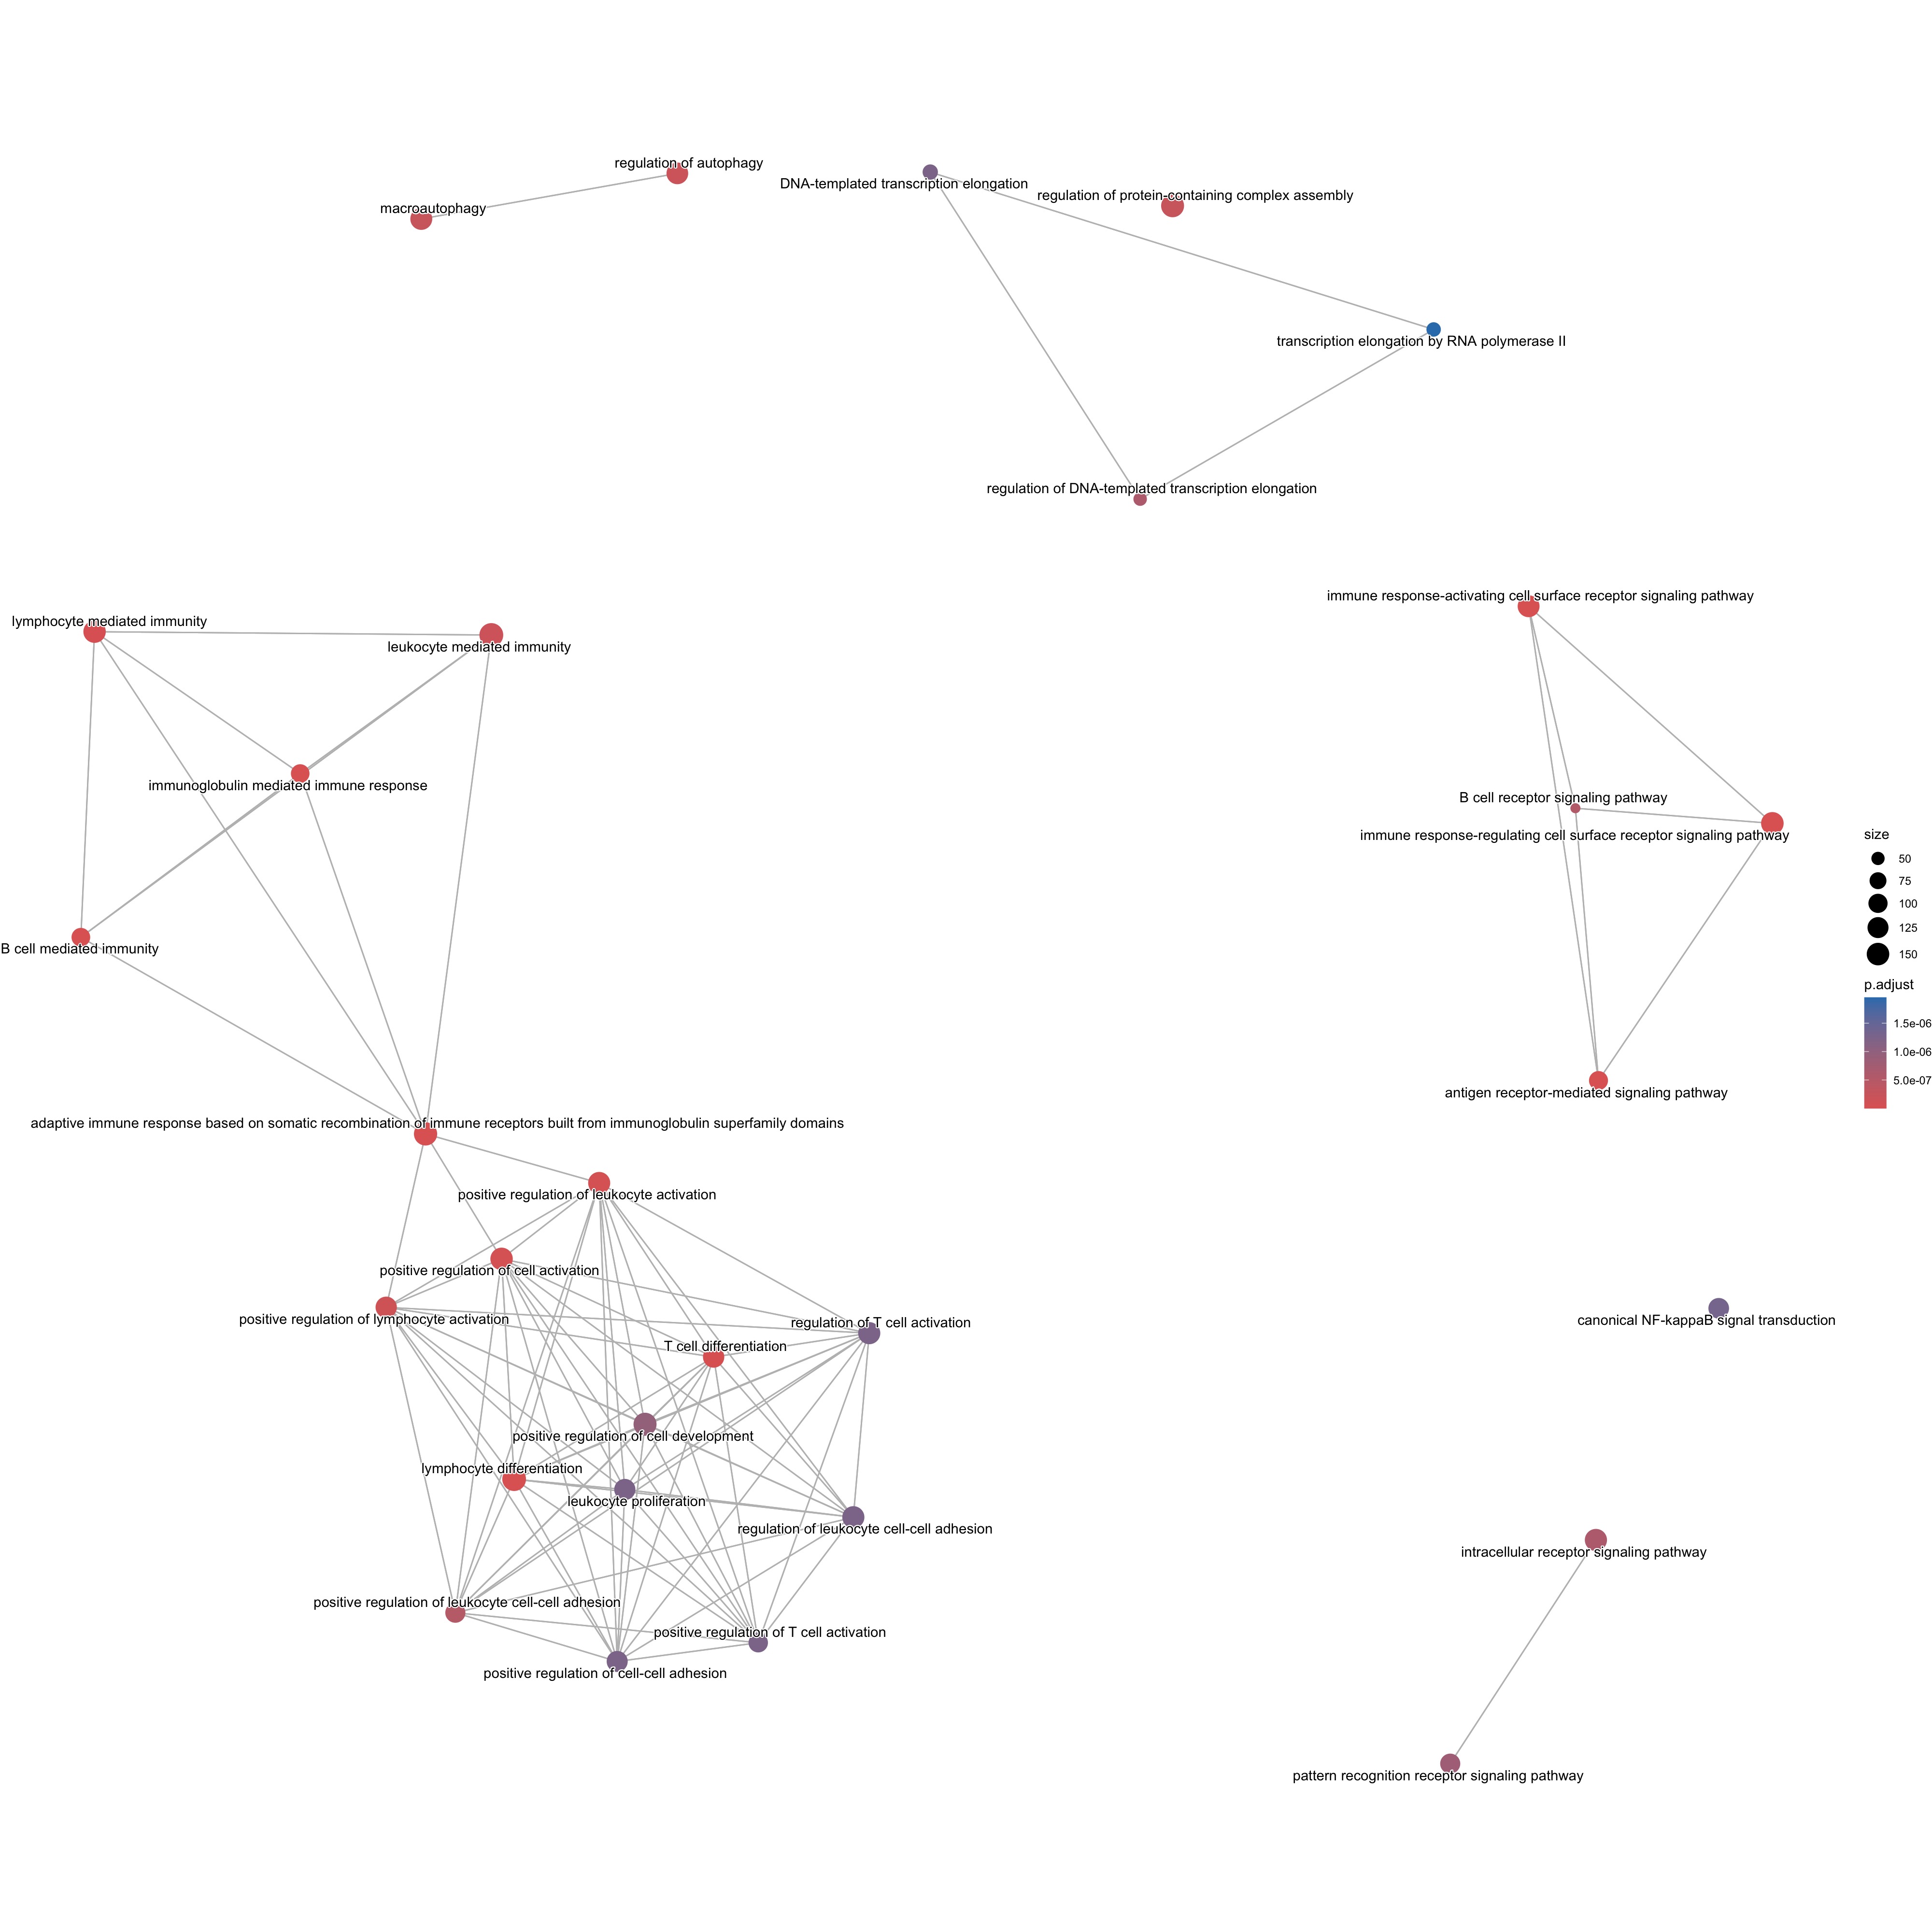 regulation of autophagy
macroautophagy
DNA-templated transcription elongation
regulation of protein-containing complex assembly
transcription elongation by RNA polymerase II
regulation of DNA-templated transcription elongation
immune response-activating cell surface receptor signaling pathway
lymphocyte mediated immunity
leukocyte mediated immunity
immunoglobulin mediated immune response
B cell receptor signaling pathway
immune response-regulating cell surface receptor signaling pathway
B cell mediated immunity
antigen receptor-mediated signaling pathway
adaptive immune response based on somatic recombination of immune receptors built from immunoglobulin superfamily domains
positive regulation of leukocyte activation
positive regulation of cell activation
positive regulation of lymphocyte activation
regulation of T cell activation
T cell differentiation
positive regulation of cell development
lymphocyte differentiation
leukocyte proliferation
regulation of leukocyte cell-cell adhesion
positive regulation of leukocyte cell-cell adhesion
positive regulation of T cell activation
positive regulation of cell-cell adhesion
canonical NF-kappaB signal transduction
intracellular receptor signaling pathway
pattern recognition receptor signaling pathway
size
50
75
100
125
150
p.adjust
1.5e-06
1.0e-06
5.0e-07